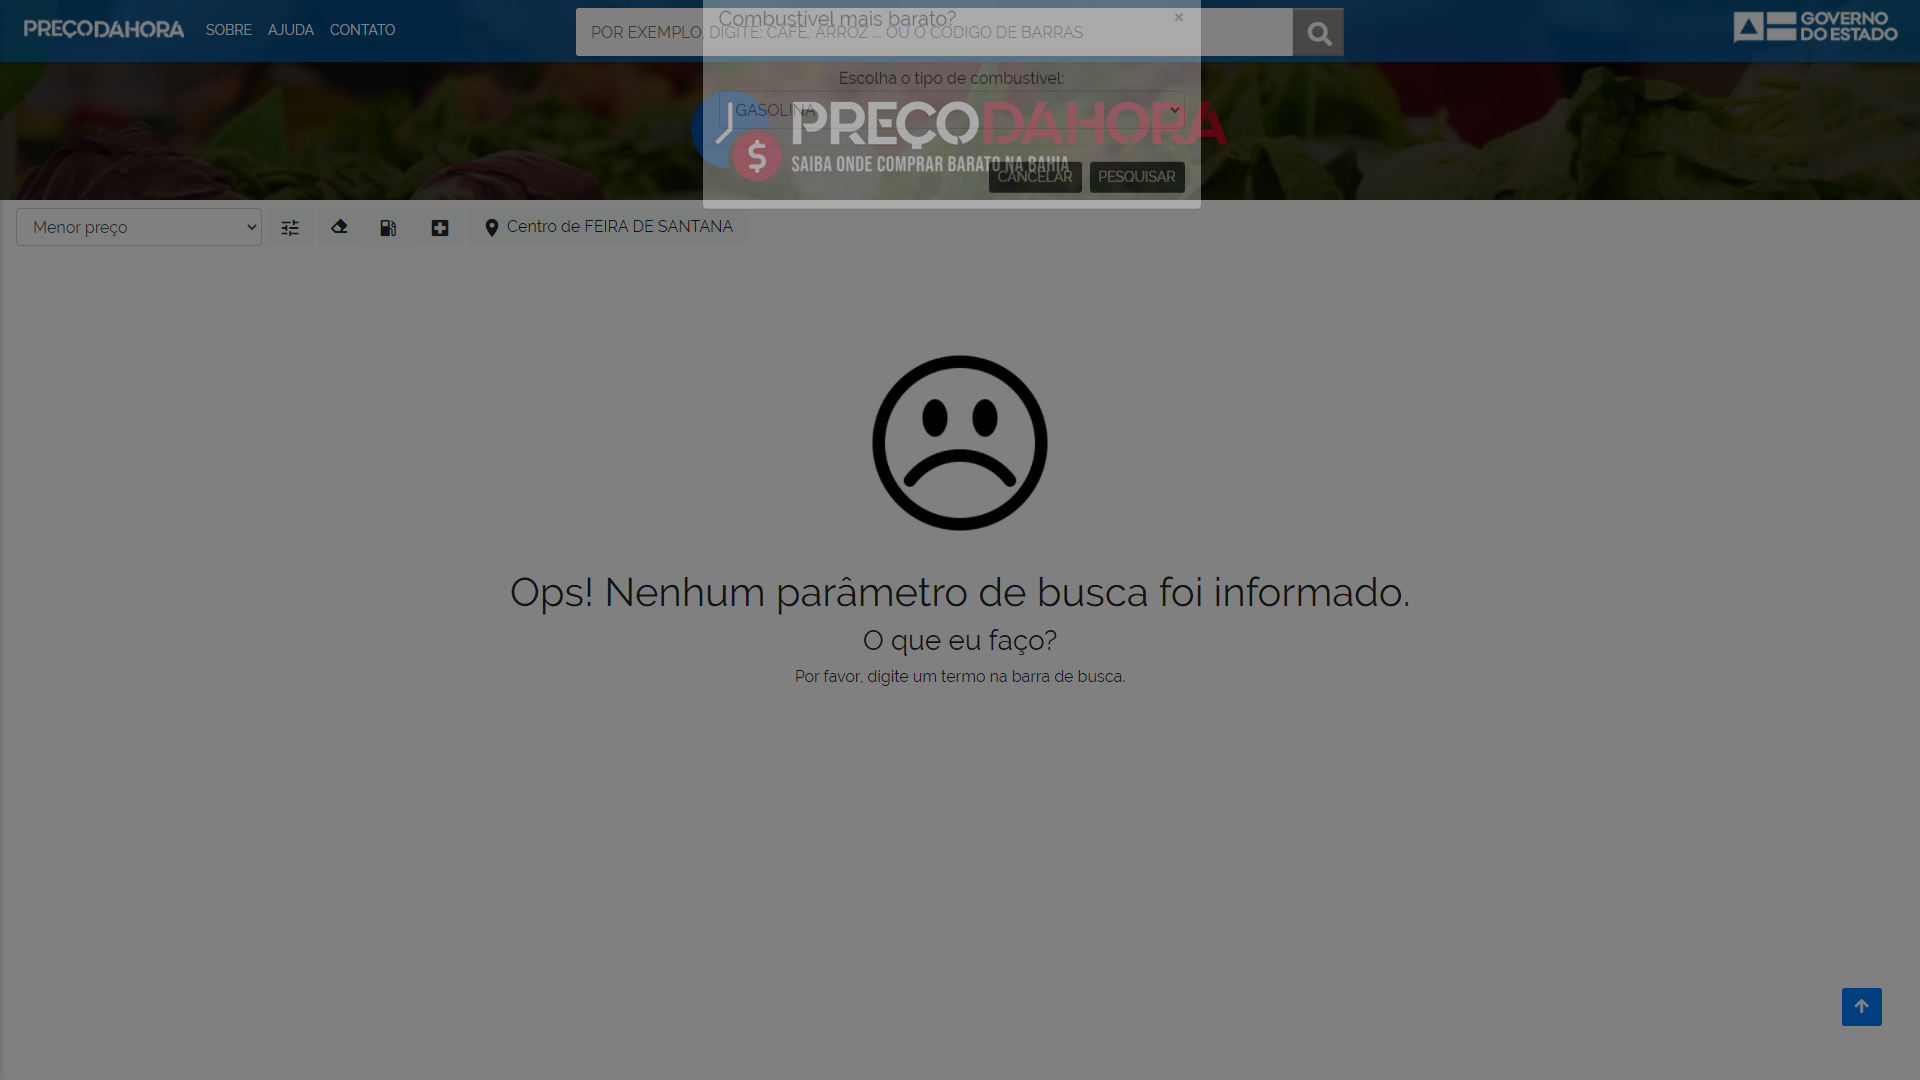 PREÇODAHORA
SOBRE
AJUDA
CONTATO
POR EXEMPLO, DIGITE: CAFÉ, ARROZ ... OU O CÓDIGO DE BARRAS
GOVERNO
DO ESTADO
Combustível mais barato?
×
Escolha o tipo de combustível:
GASOLINA
PREÇODAHORA
$
SAIBA ONDE COMPRAR BARATO NA BAHIA
CANCELAR
PESQUISAR
Menor preço
Centro de FEIRA DE SANTANA
Ops! Nenhum parâmetro de busca foi informado.
O que eu faço?
Por favor, digite um termo na barra de busca.